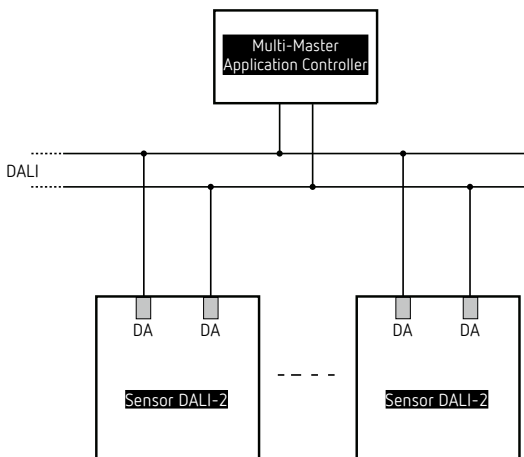 Multi-Master
Application Controller
DALI
DA
DA
DA
DA
Sensor DALI-2
Sensor DALI-2